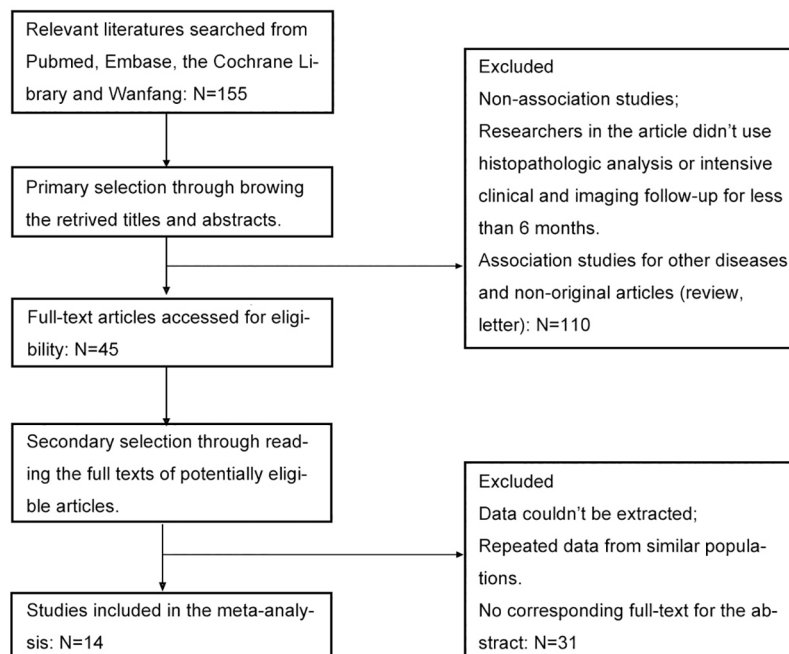 Relevant literatures searched from
Pubmed, Embase, the Cochrane Li-
brary and Wanfang: N=155
Primary selection through browing
the retrived titles and abstracts.
Excluded
Non-association studies;
Researchers in the article didn't use
histopathologic analysis or intensive
clinical and imaging follow-up for less
than 6 months.
Association studies for other diseases
and non-original articles (review,
letter): N=110
Full-text articles accessed for eligi-
bility: N=45
Secondary selection through read-
ing the full texts of potentially eligi-
ble articles.
Excluded
Data couldn't be extracted;
Repeated data from similar popula-
tions.
No corresponding full-text for the ab-
stract: N=31
Studies included in the meta-analy-
sis: N=14